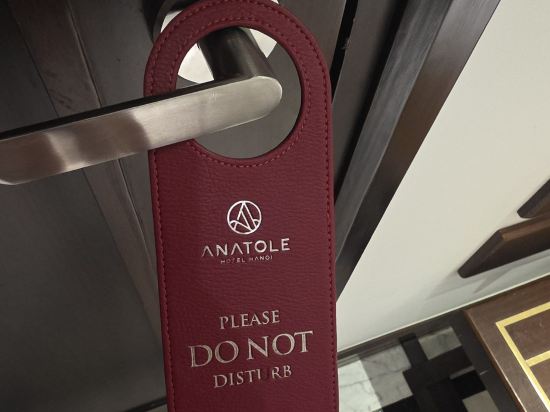 ANATOLE
HOTEL HANOI
PLEASE
DO NOT
DISTURB